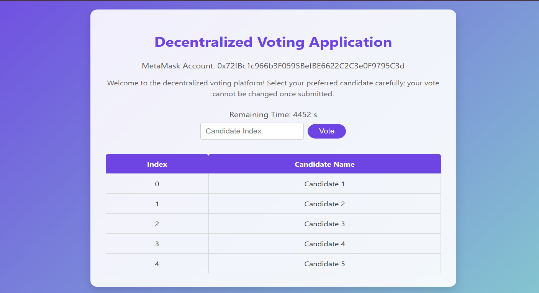 Decentralized Voting Application
MetaMask Account: 0x72fBc1c966b3F05958ef8E6622C2C3e0F9795C3d
Welcome to the decentralized voting platform! Select your preferred candidate carefully; your vote
cannot be changed once submitted.
Remaining Time: 4452 s
Candidate Index Vote
Index Candidate Name
0 Candidate 1
1 Candidate 2
2 Candidate 3
3 Candidate 4
4 Candidate 5